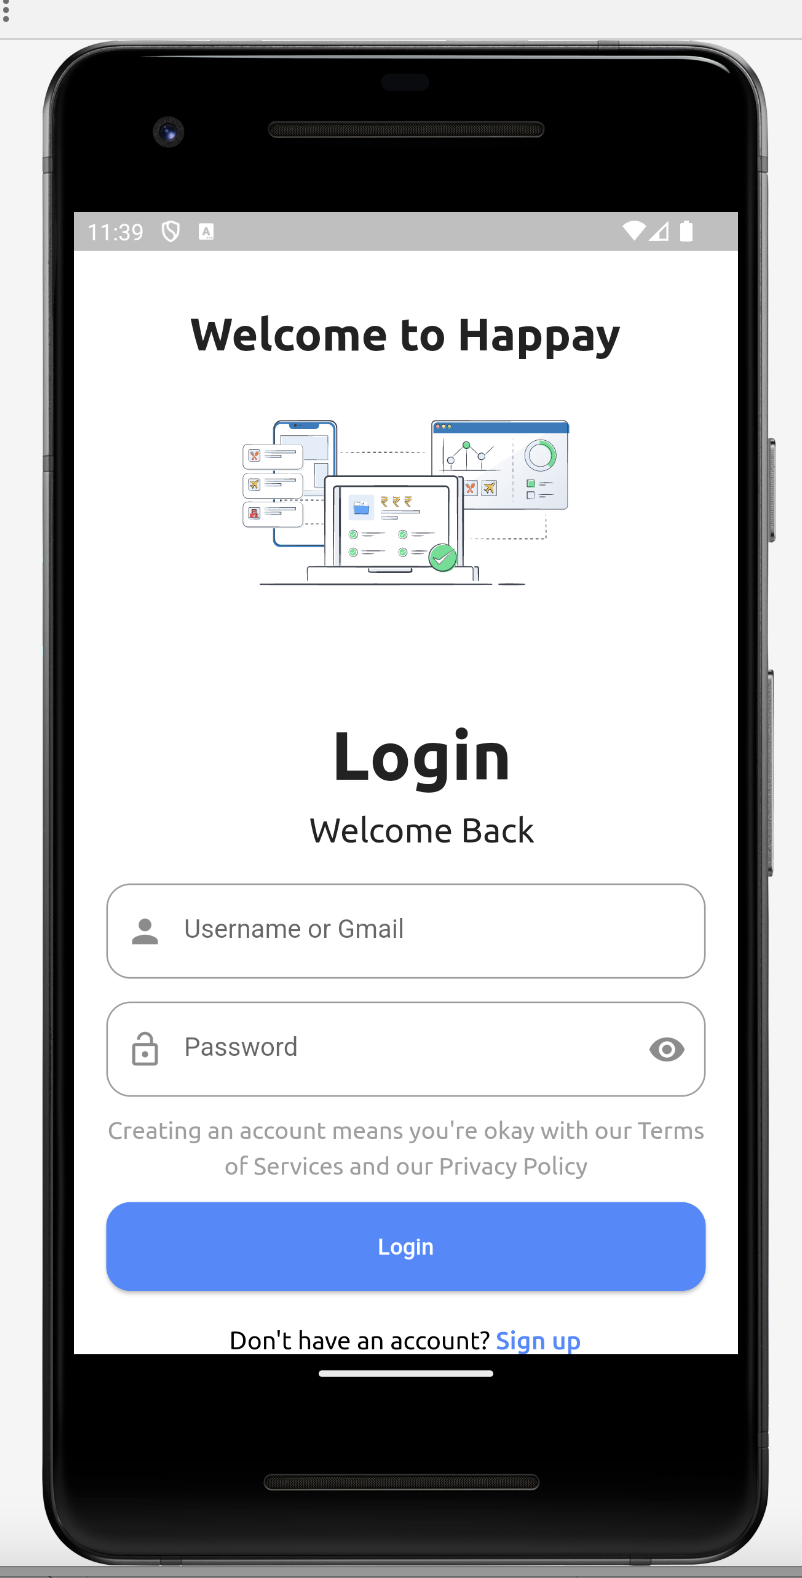 11:39
A
Welcome to Happay
₹ ₹ ₹
Login
Welcome Back
Username or Gmail
Password
Creating an account means you're okay with our Terms
of Services and our Privacy Policy
Login
Don't have an account? Sign up